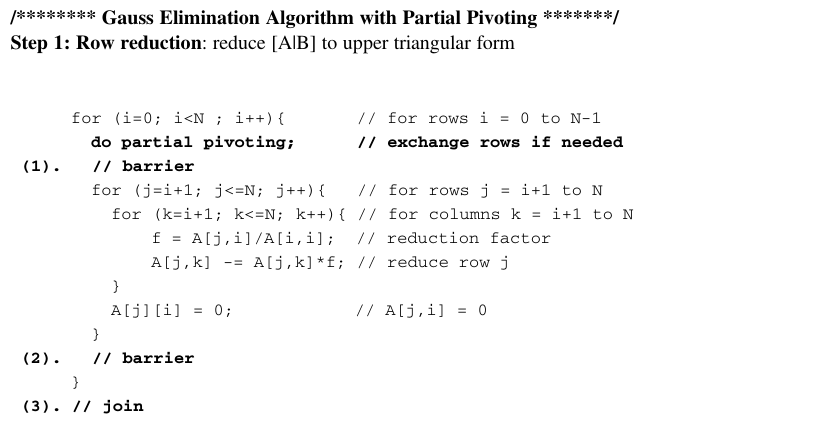 /******** Gauss Elimination Algorithm with Partial Pivoting *******/
Step 1: Row reduction: reduce [A|B] to upper triangular form
for (i=0; i<N ; i++){ // for rows i = 0 to N-1
do partial pivoting; // exchange rows if needed
(1). // barrier
for (j=i+1; j<=N; j++){ // for rows j = i+1 to N
for (k=i+1; k<=N; k++){ // for columns k = i+1 to N
f = A[j,i]/A[i,i]; // reduction factor
A[j,k] -= A[j,k]*f; // reduce row j
}
A[j][i] = 0; // A[j,i] = 0
}
(2). // barrier
}
(3). // join